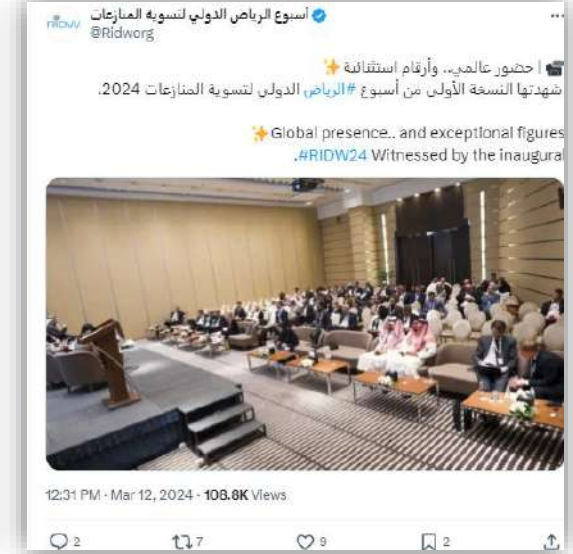 أسبوع الرياض الدولي لتسوية المنازعات
@Ridworg
| حضور عالمي.. وأرقام استثنائية
شهدتها النسخة الأولى من أسبوع #الرياض الدولي لتسوية المنازعات 2024.
Global presence.. and exceptional figures
.#RIDW24 Witnessed by the inaugural
12:31 PM · Mar 12, 2024 · 108.8K Views
2 7 9 2